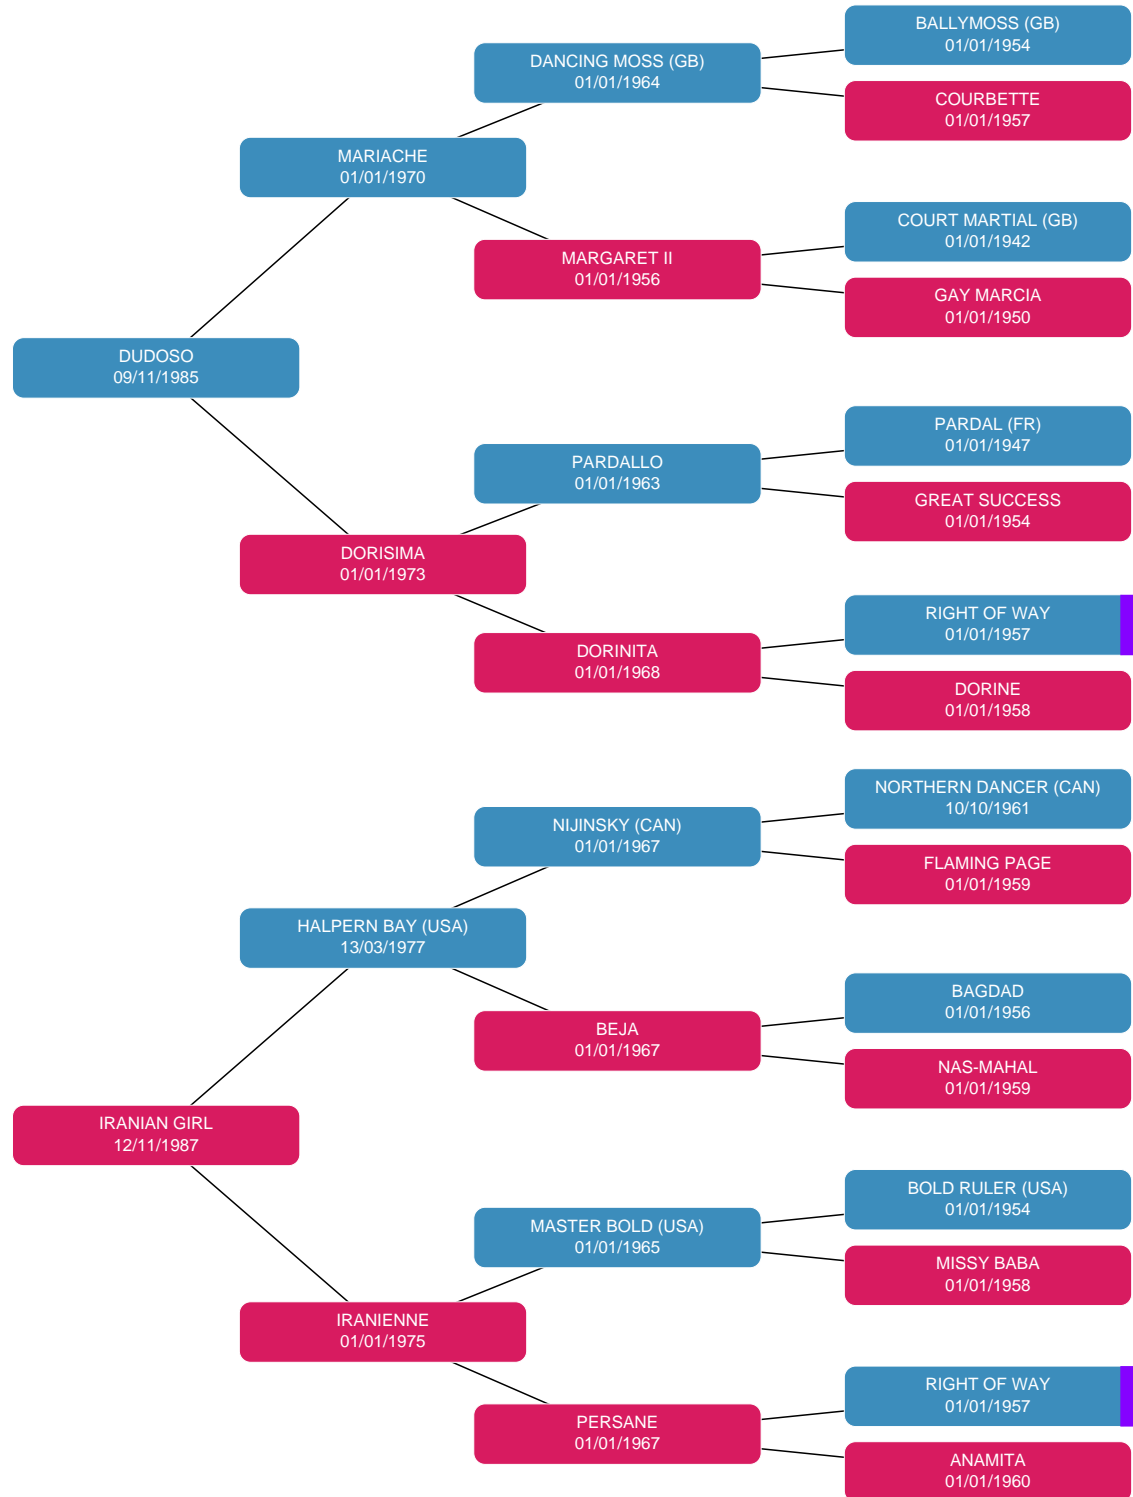 BALLYMOSS (GB)
01/01/1954
DANCING MOSS (GB)
01/01/1964
COURBETTE
01/01/1957
MARIACHE
01/01/1970
COURT MARTIAL (GB)
01/01/1942
MARGARET II
01/01/1956
GAY MARCIA
01/01/1950
DUDOSO
09/11/1985
PARDAL (FR)
01/01/1947
PARDALLO
01/01/1963
GREAT SUCCESS
01/01/1954
DORISIMA
01/01/1973
RIGHT OF WAY
01/01/1957
DORINITA
01/01/1968
DORINE
01/01/1958
NORTHERN DANCER (CAN)
10/10/1961
NIJINSKY (CAN)
01/01/1967
FLAMING PAGE
01/01/1959
HALPERN BAY (USA)
13/03/1977
BAGDAD
01/01/1956
BEJA
01/01/1967
NAS-MAHAL
01/01/1959
IRANIAN GIRL
12/11/1987
BOLD RULER (USA)
01/01/1954
MASTER BOLD (USA)
01/01/1965
MISSY BABA
01/01/1958
IRANIENNE
01/01/1975
RIGHT OF WAY
01/01/1957
PERSANE
01/01/1967
ANAMITA
01/01/1960